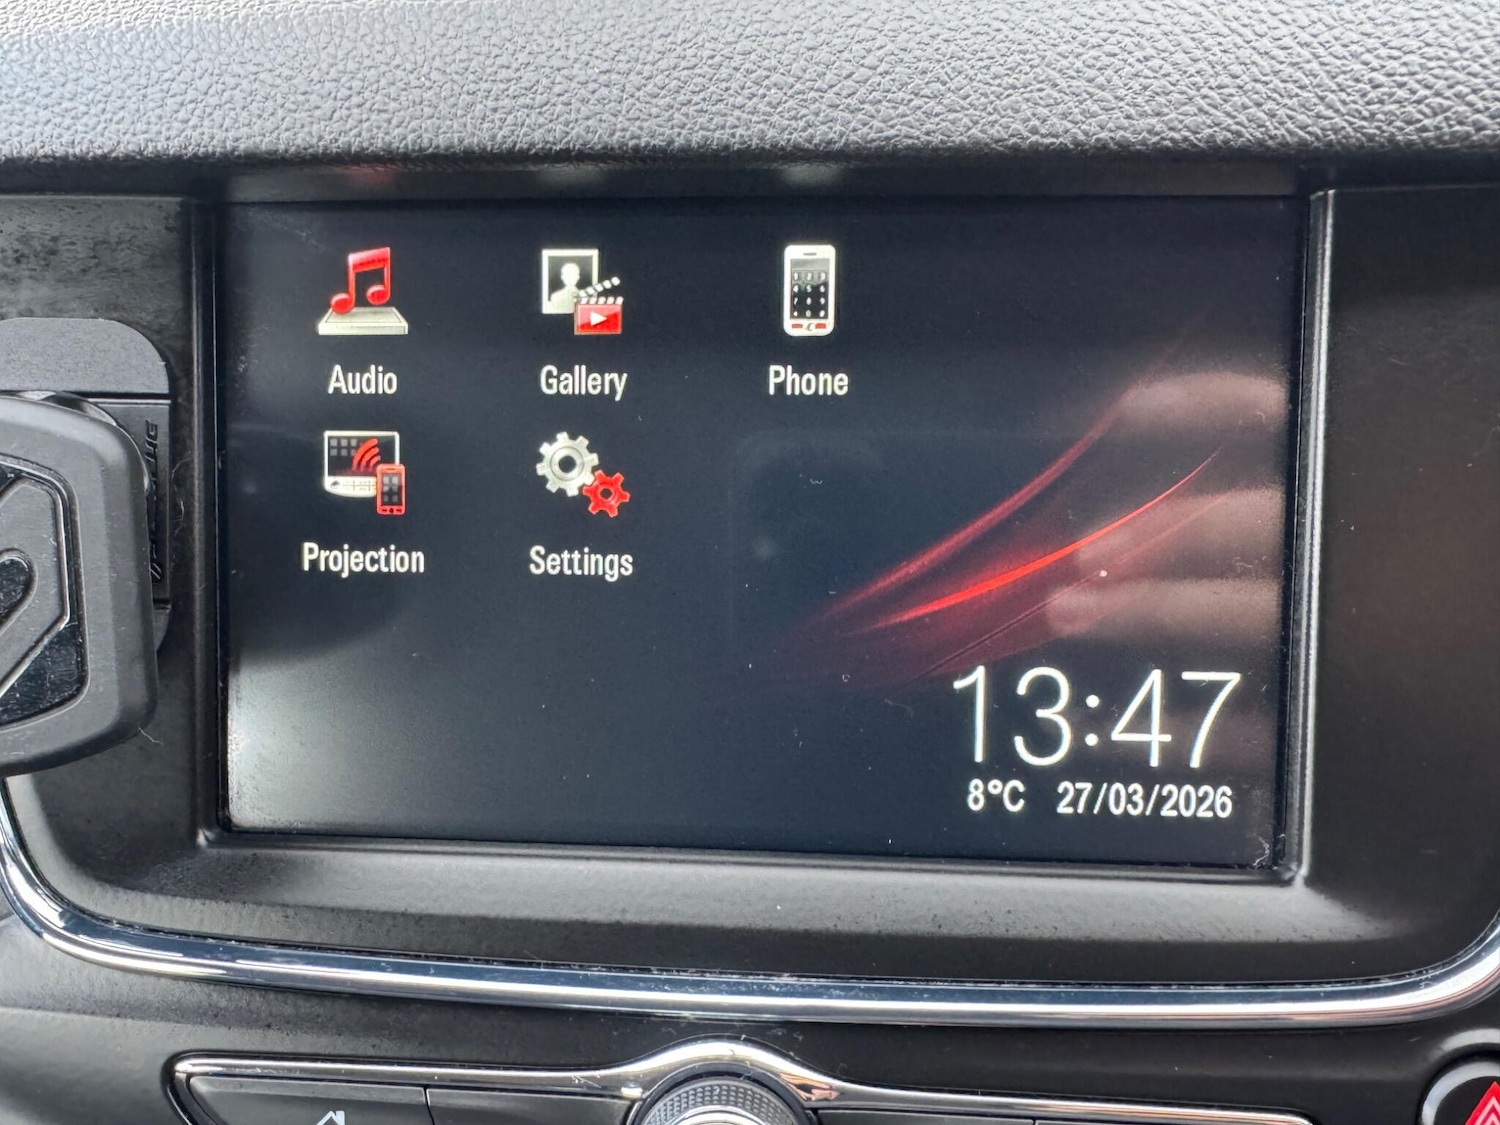 Audio
Gallery
Phone
Projection
Settings
13:47
8°C 27/03/2026